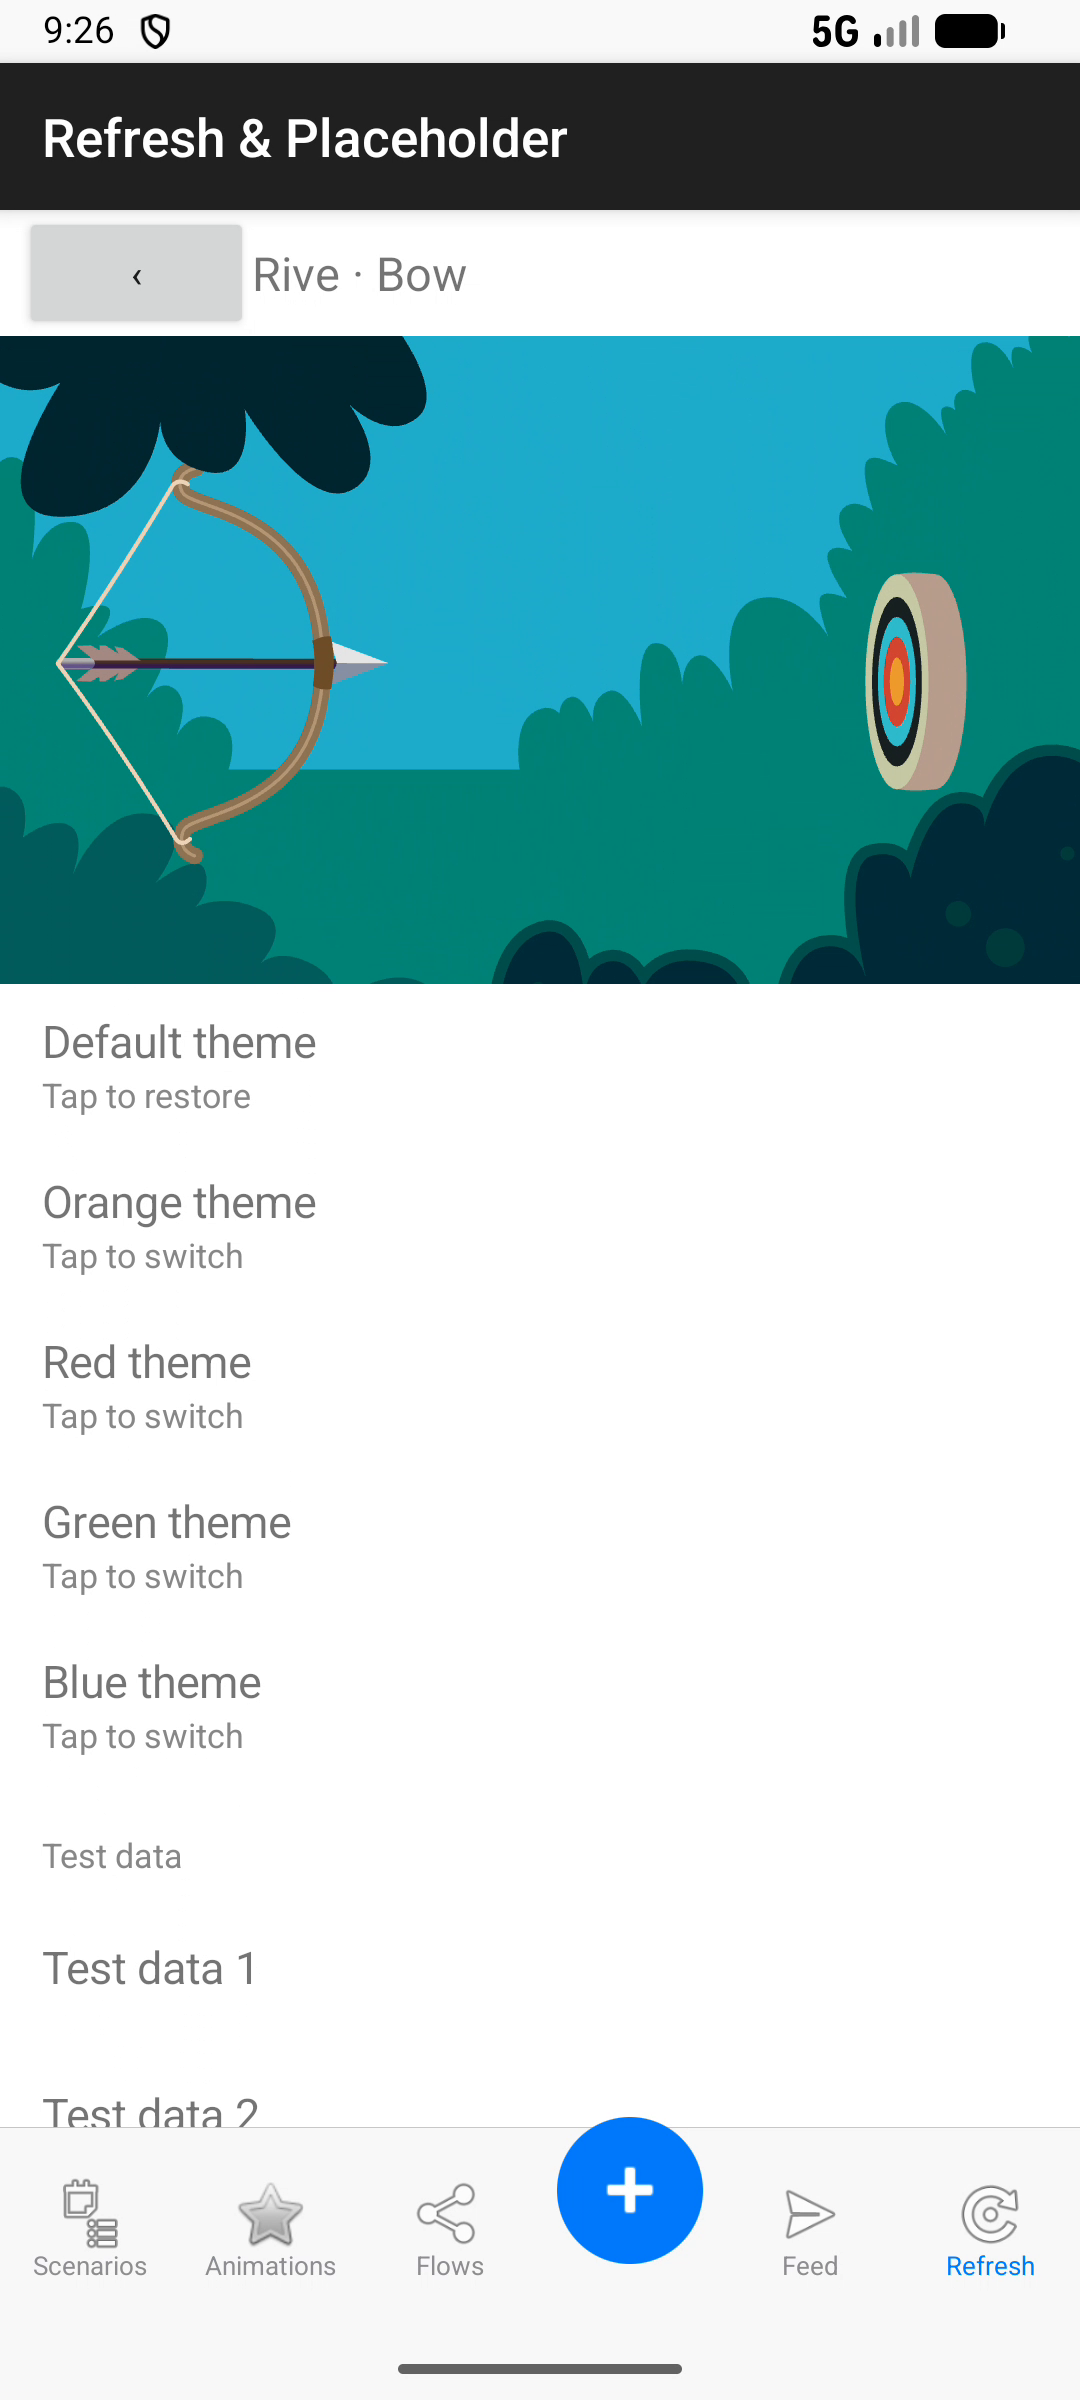 9:26
5G
Refresh & Placeholder
‹
Rive · Bow
Default theme
Tap to restore
Orange theme
Tap to switch
Red theme
Tap to switch
Green theme
Tap to switch
Blue theme
Tap to switch
Test data
Test data 1
Test data 2
Scenarios
Animations
Flows
Feed
Refresh